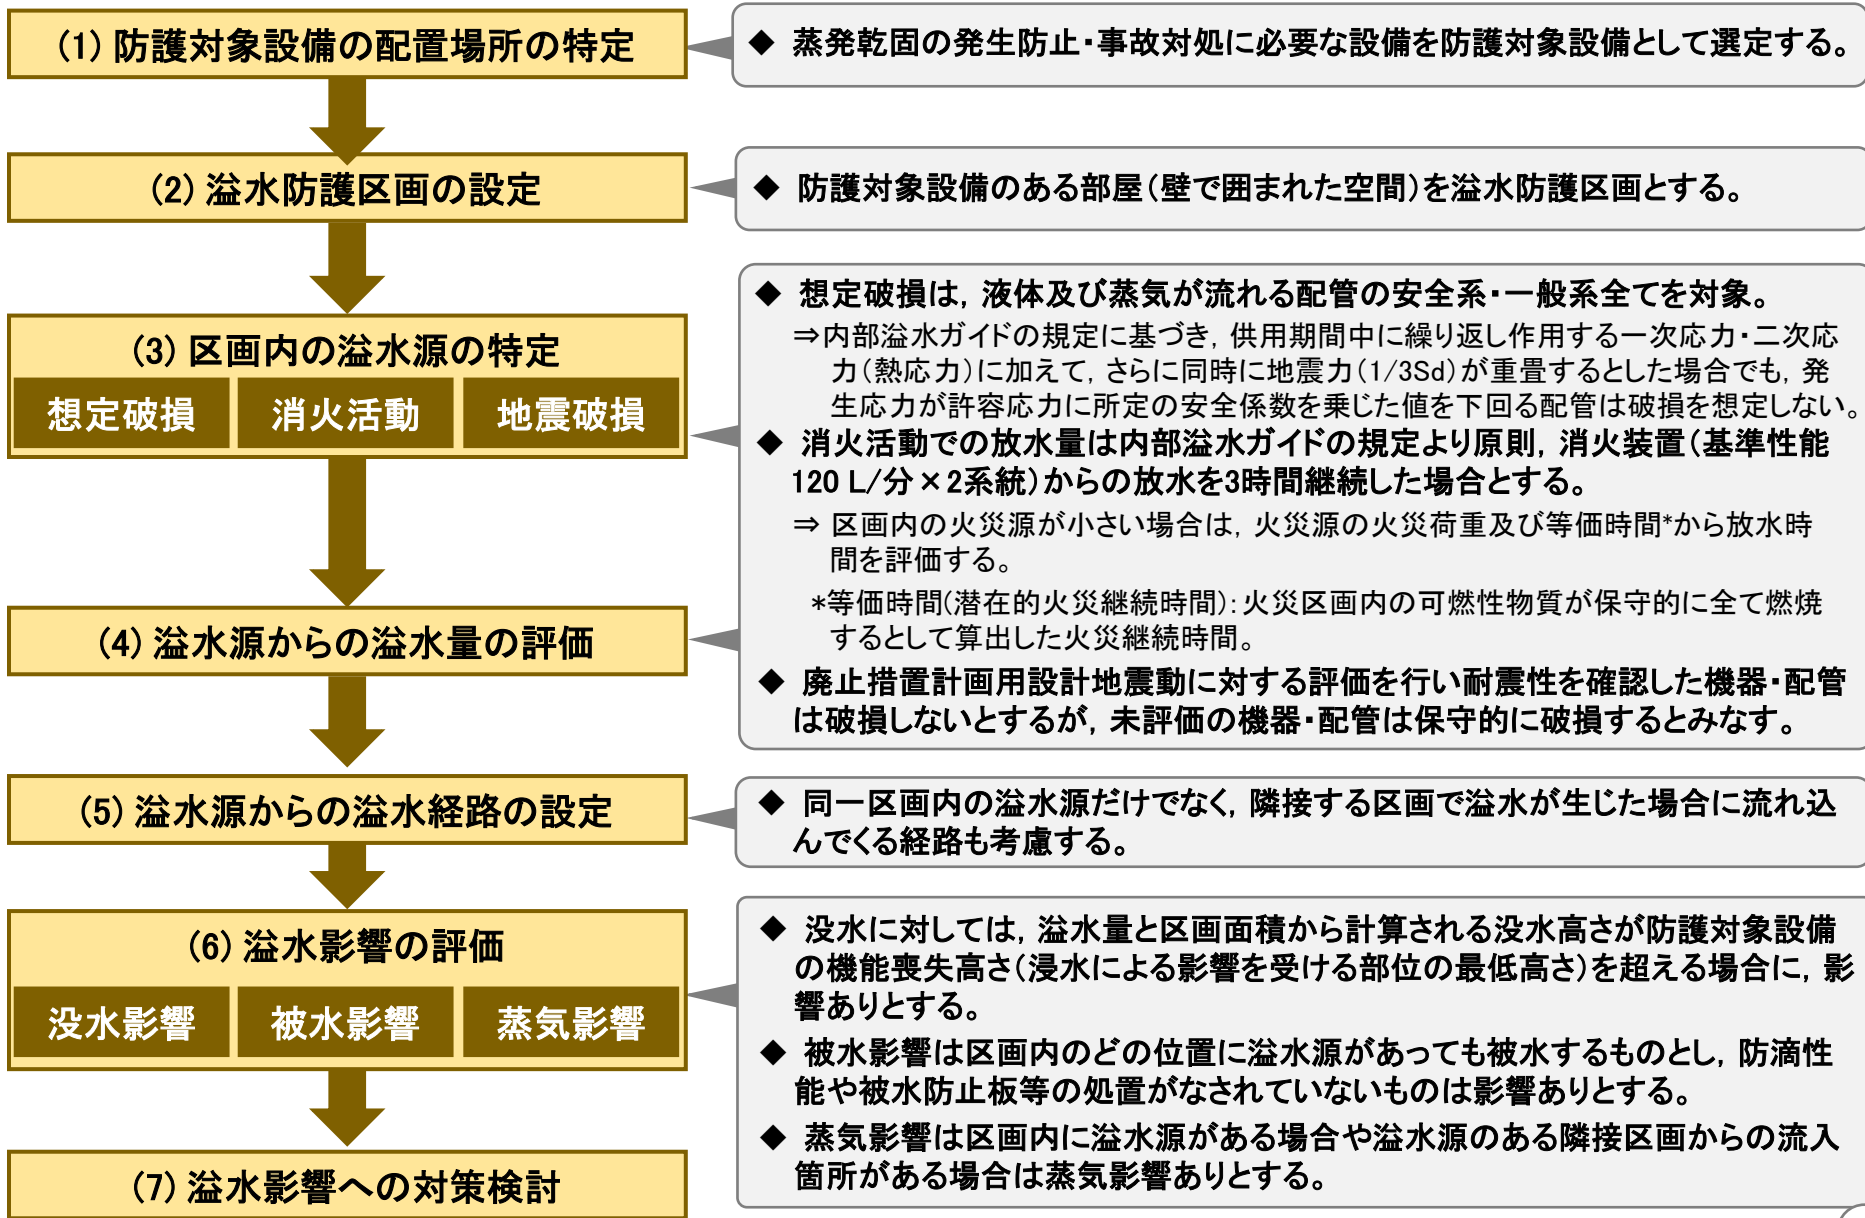 (1) 防護対象設備の配置場所の特定
◆ 蒸発乾固の発生防止・事故対処に必要な設備を防護対象設備として選定する。
(2) 溢水防護区画の設定
◆ 防護対象設備のある部屋（壁で囲まれた空間）を溢水防護区画とする。
(3) 区画内の溢水源の特定
想定破損 消火活動 地震破損
(4) 溢水源からの溢水量の評価
◆ 想定破損は，液体及び蒸気が流れる配管の安全系・一般系全てを対象。
⇒内部溢水ガイドの規定に基づき，供用期間中に繰り返し作用する一次応力・二次応
力（熱応力）に加えて，さらに同時に地震力（1/3Sd）が重畳するとした場合でも，発
生応力が許容応力に所定の安全係数を乗じた値を下回る配管は破損を想定しない。
◆ 消火活動での放水量は内部溢水ガイドの規定より原則，消火装置（基準性能
120 L/分×2系統）からの放水を3時間継続した場合とする。
⇒ 区画内の火災源が小さい場合は，火災源の火災荷重及び等価時間*から放水時
間を評価する。
*等価時間(潜在的火災継続時間)：火災区画内の可燃性物質が保守的に全て燃焼
するとして算出した火災継続時間。
◆ 廃止措置計画用設計地震動に対する評価を行い耐震性を確認した機器・配管
は破損しないとするが，未評価の機器・配管は保守的に破損するとみなす。
(5) 溢水源からの溢水経路の設定
◆ 同一区画内の溢水源だけでなく，隣接する区画で溢水が生じた場合に流れ込
んでくる経路も考慮する。
(6) 溢水影響の評価
没水影響 被水影響 蒸気影響
◆ 没水に対しては，溢水量と区画面積から計算される没水高さが防護対象設備
の機能喪失高さ（浸水による影響を受ける部位の最低高さ）を超える場合に，影
響ありとする。
◆ 被水影響は区画内のどの位置に溢水源があっても被水するものとし，防滴性
能や被水防止板等の処置がなされていないものは影響ありとする。
◆ 蒸気影響は区画内に溢水源がある場合や溢水源のある隣接区画からの流入
箇所がある場合は蒸気影響ありとする。
(7) 溢水影響への対策検討